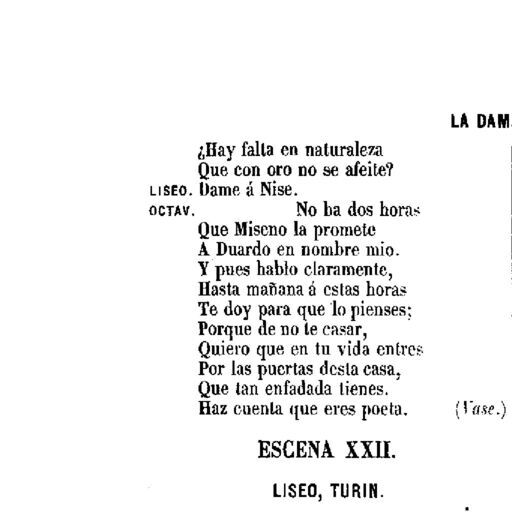 LA DAM
¿Hay falta en naturaleza
Que con oro no se afeite?
LISEO. Dame á Nise.
OCTAV. No ha dos horas
Que Miseno la promete
A Duardo en nombre mio.
Y pues hablo claramente,
Hasta mañana á estas horas
Te doy para que lo pienses;
Porque de no te casar,
Quiero que en tu vida entres
Por las puertas desta casa,
Que tan enfadada tienes.
Haz cuenta que eres poeta. (Vase.)
ESCENA XXII.
LISEO, TURIN.